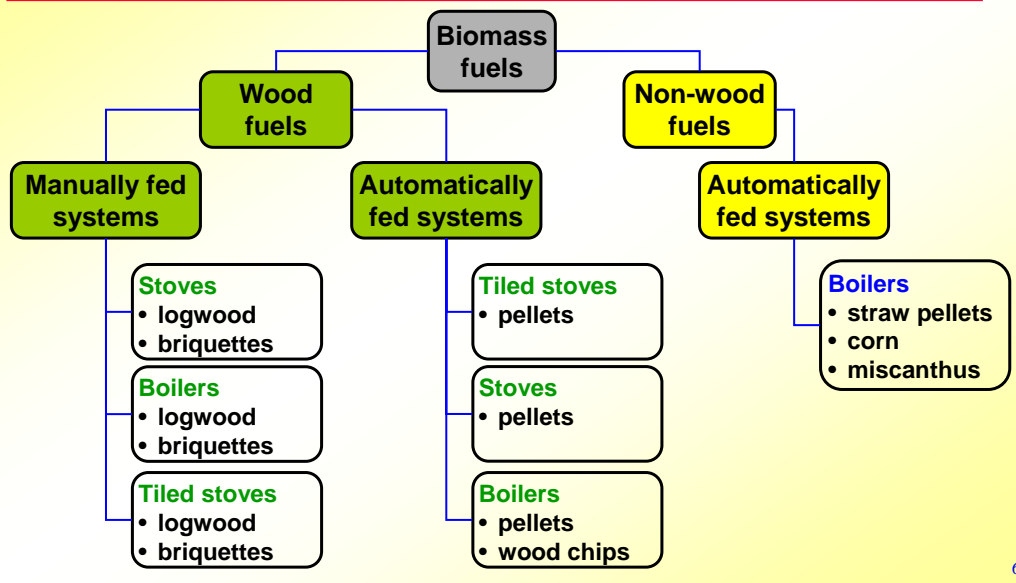 Biomass
fuels
Wood
fuels
Non-wood
fuels
Manually fed
systems
Automatically
fed systems
Automatically
fed systems
Stoves
• logwood
• briquettes
Boilers
• logwood
• briquettes
Tiled stoves
• logwood
• briquettes
Tiled stoves
• pellets
Stoves
• pellets
Boilers
• pellets
• wood chips
Boilers
• straw pellets
• corn
• miscanthus